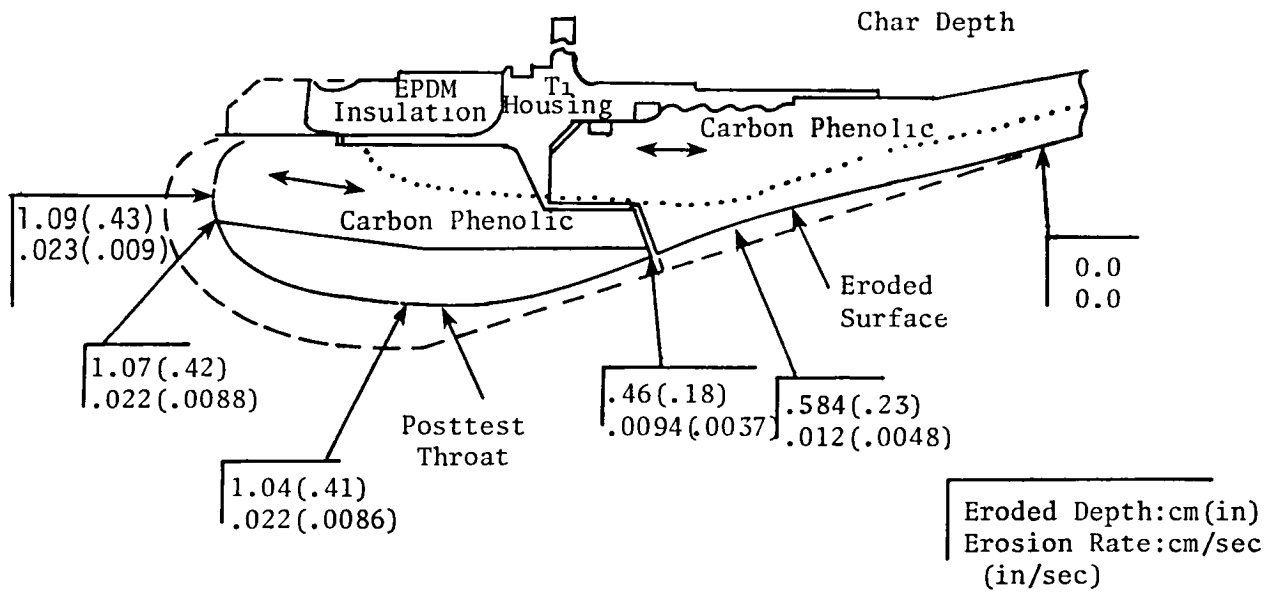 Char Depth
EPDM
Insulation
Ti
Housing
Carbon Phenolic
Carbon Phenolic
1.09(.43)
.023(.009)
0.0
0.0
Eroded
Surface
1.07(.42)
.022(.0088)
.46(.18)
.0094(.0037)
.584(.23)
.012(.0048)
Posttest
Throat
1.04(.41)
.022(.0086)
Eroded Depth:cm(in)
Erosion Rate:cm/sec
(in/sec)